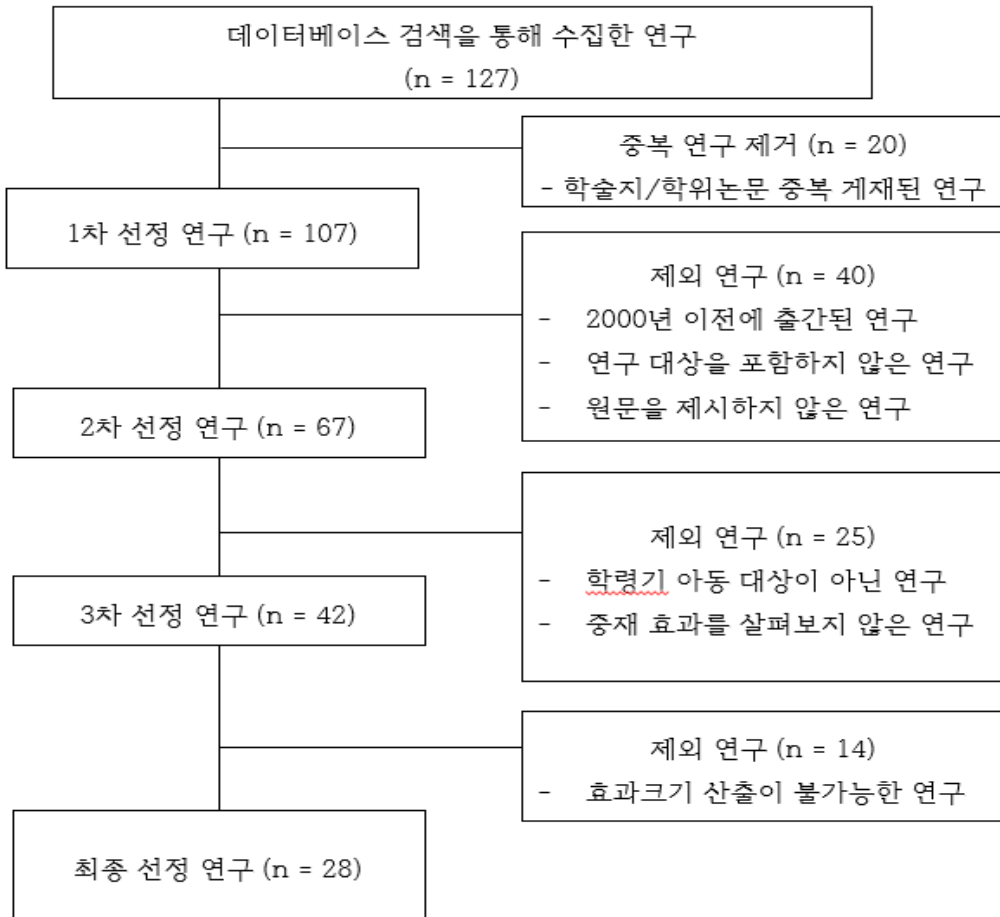 데이터베이스 검색을 통해 수집한 연구
(n = 127)
중복 연구 제거 (n = 20)
- 학술지/학위논문 중복 게재된 연구
1차 선정 연구 (n = 107)
제외 연구 (n = 40)
- 2000년 이전에 출간된 연구
- 연구 대상을 포함하지 않은 연구
- 원문을 제시하지 않은 연구
2차 선정 연구 (n = 67)
제외 연구 (n = 25)
- 학령기 아동 대상이 아닌 연구
- 중재 효과를 살펴보지 않은 연구
3차 선정 연구 (n = 42)
제외 연구 (n = 14)
- 효과크기 산출이 불가능한 연구
최종 선정 연구 (n = 28)